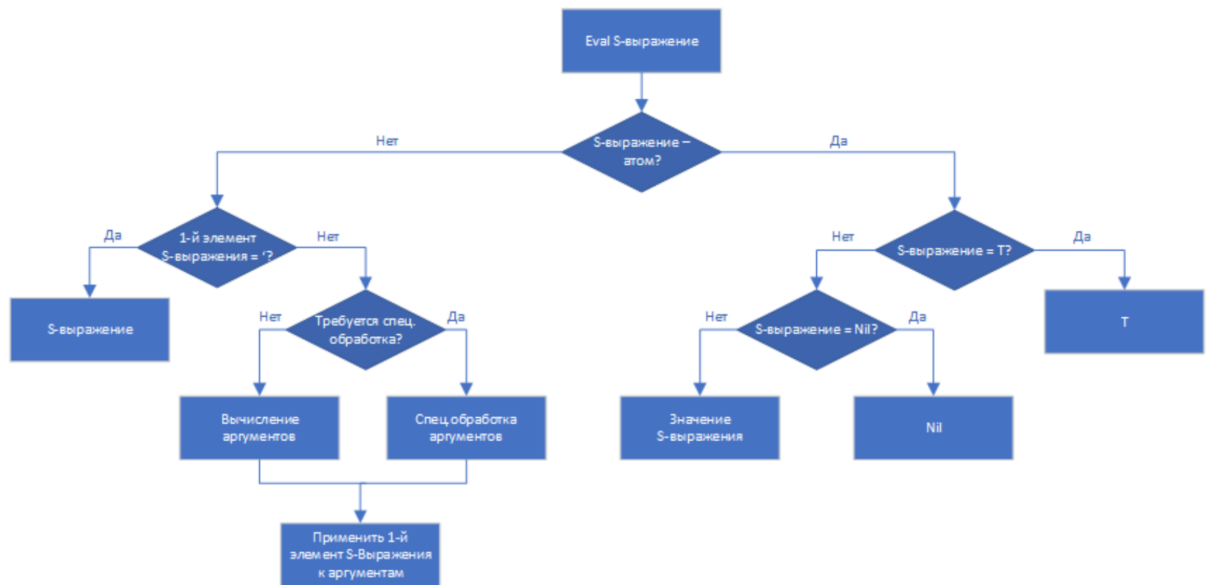 Eval S-выражение
S-выражение –
атом?
Нет
Да
1-й элемент
S-выражения = ‘?
Да
Нет
S-выражение = T?
Нет
Да
S-выражение
Требуется спец.
обработка?
Нет
Да
S-выражение = Nil?
Нет
Да
T
Вычисление
аргументов
Спец.обработка
аргументов
Значение
S-выражения
Nil
Применить 1-й
элемент S-Выражения
к аргументам